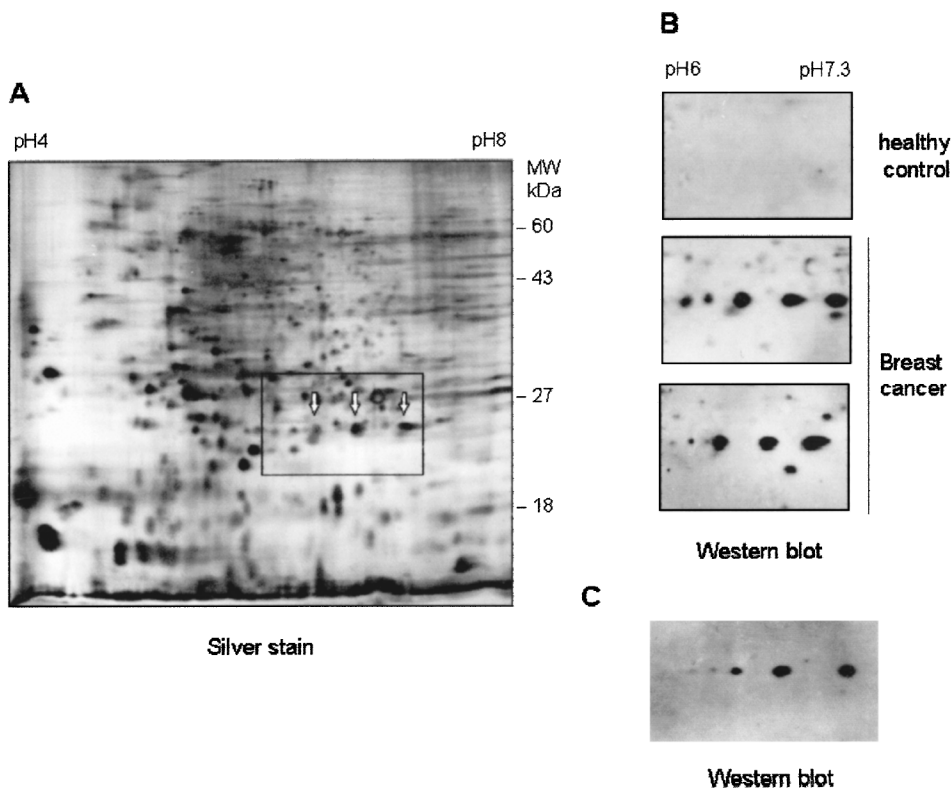 A
pH4 pH8
MW
kDa
– 60
– 43
– 27
– 18
Silver stain
B
pH6 pH7.3
healthy
control
Breast
cancer
Western blot
C
Western blot